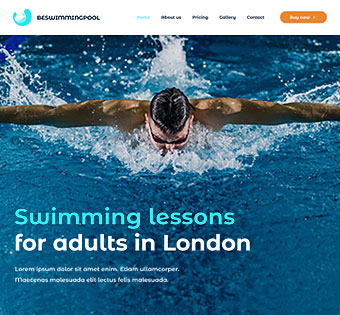 BESWIMMINGPOOL
Home About us Pricing Gallery Contact Buy now
Swimming lessons
for adults in London
Lorem ipsum dolor sit amet enim. Etiam ullamcorper.
Maecenas malesuada elit lectus felis malesuada.